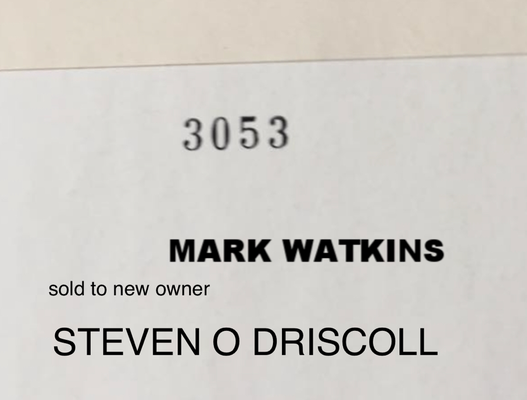 3053
MARK WATKINS
sold to new owner
STEVEN O DRISCOLL